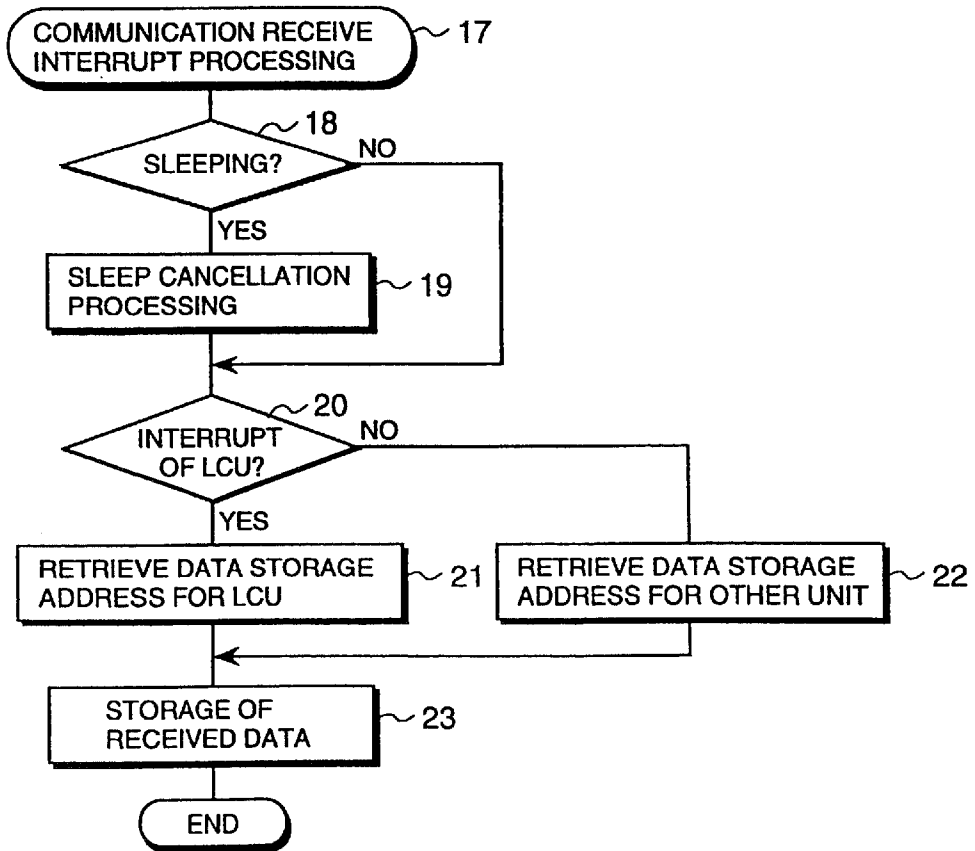 COMMUNICATION RECEIVE
INTERRUPT PROCESSING
17
18
SLEEPING?
NO
YES
SLEEP CANCELLATION
PROCESSING
19
20
INTERRUPT
OF LCU?
NO
YES
RETRIEVE DATA STORAGE
ADDRESS FOR LCU
21
RETRIEVE DATA STORAGE
ADDRESS FOR OTHER UNIT
22
STORAGE OF
RECEIVED DATA
23
END